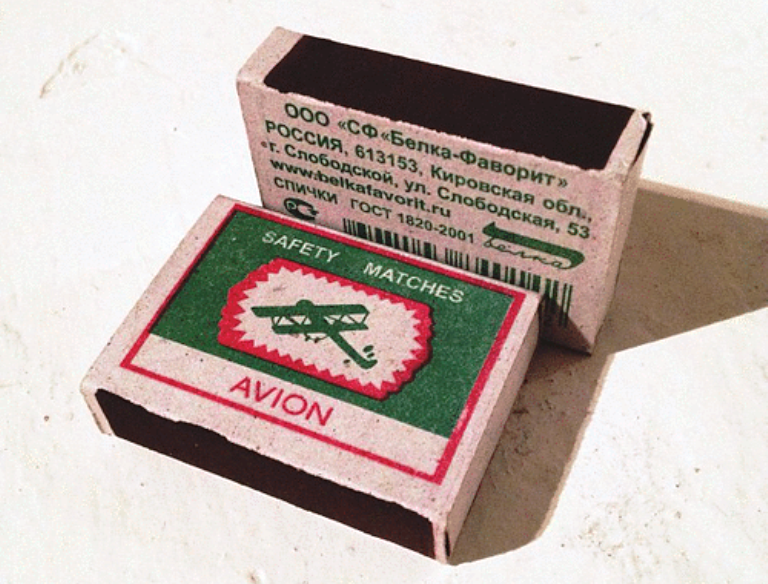 ООО «СФ«Белка-Фаворит»
РОССИЯ, 613153, Кировская обл.,
г. Слободской, ул. Слободская, 53
www.belkafavorit.ru
СПИЧКИ ГОСТ 1820-2001
белка
SAFETY MATCHES
AVION